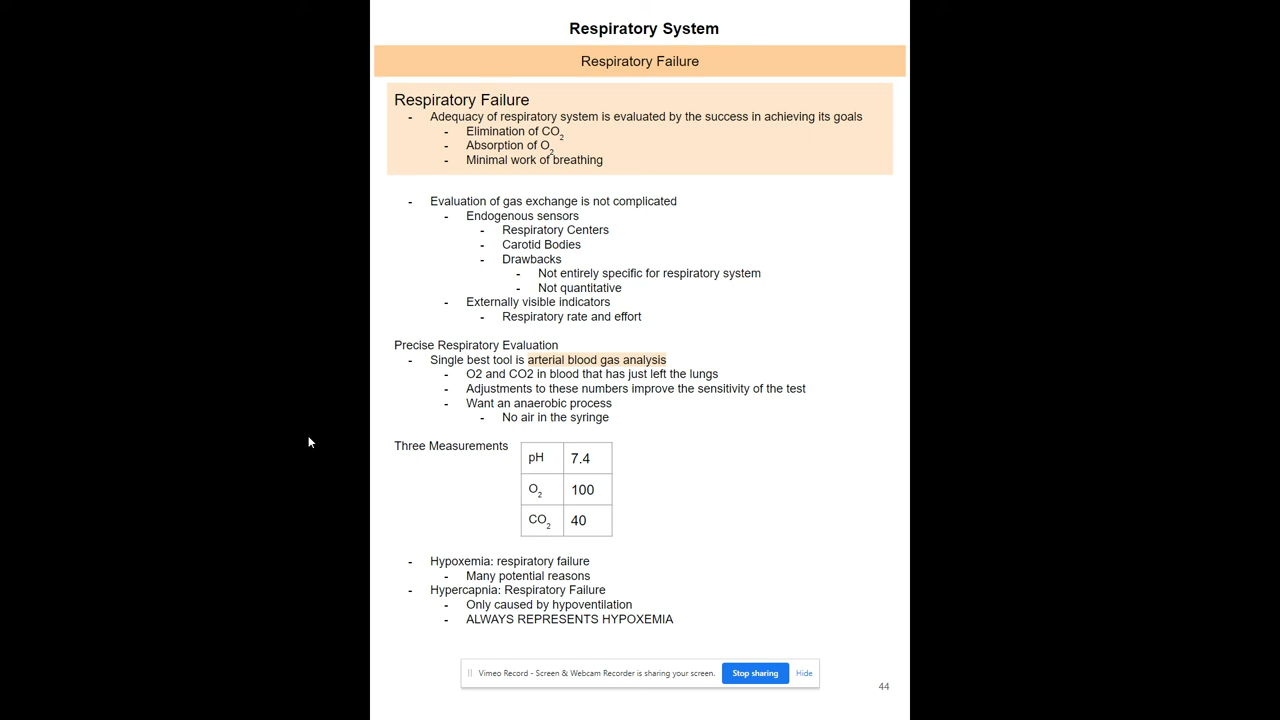 Respiratory System
Respiratory Failure
Respiratory Failure
- Adequacy of respiratory system is evaluated by the success in achieving its goals
- Elimination of CO2
- Absorption of O2
- Minimal work of breathing
- Evaluation of gas exchange is not complicated
- Endogenous sensors
- Respiratory Centers
- Carotid Bodies
- Drawbacks
- Not entirely specific for respiratory system
- Not quantitative
- Externally visible indicators
- Respiratory rate and effort
Precise Respiratory Evaluation
- Single best tool is arterial blood gas analysis
- O2 and CO2 in blood that has just left the lungs
- Adjustments to these numbers improve the sensitivity of the test
- Want an anaerobic process
- No air in the syringe
Three Measurements
pH 7.4
O2 100
CO2 40
- Hypoxemia: respiratory failure
- Many potential reasons
- Hypercapnia: Respiratory Failure
- Only caused by hypoventilation
- ALWAYS REPRESENTS HYPOXEMIA
Vimeo Record - Screen & Webcam Recorder is sharing your screen. Stop sharing Hide
44